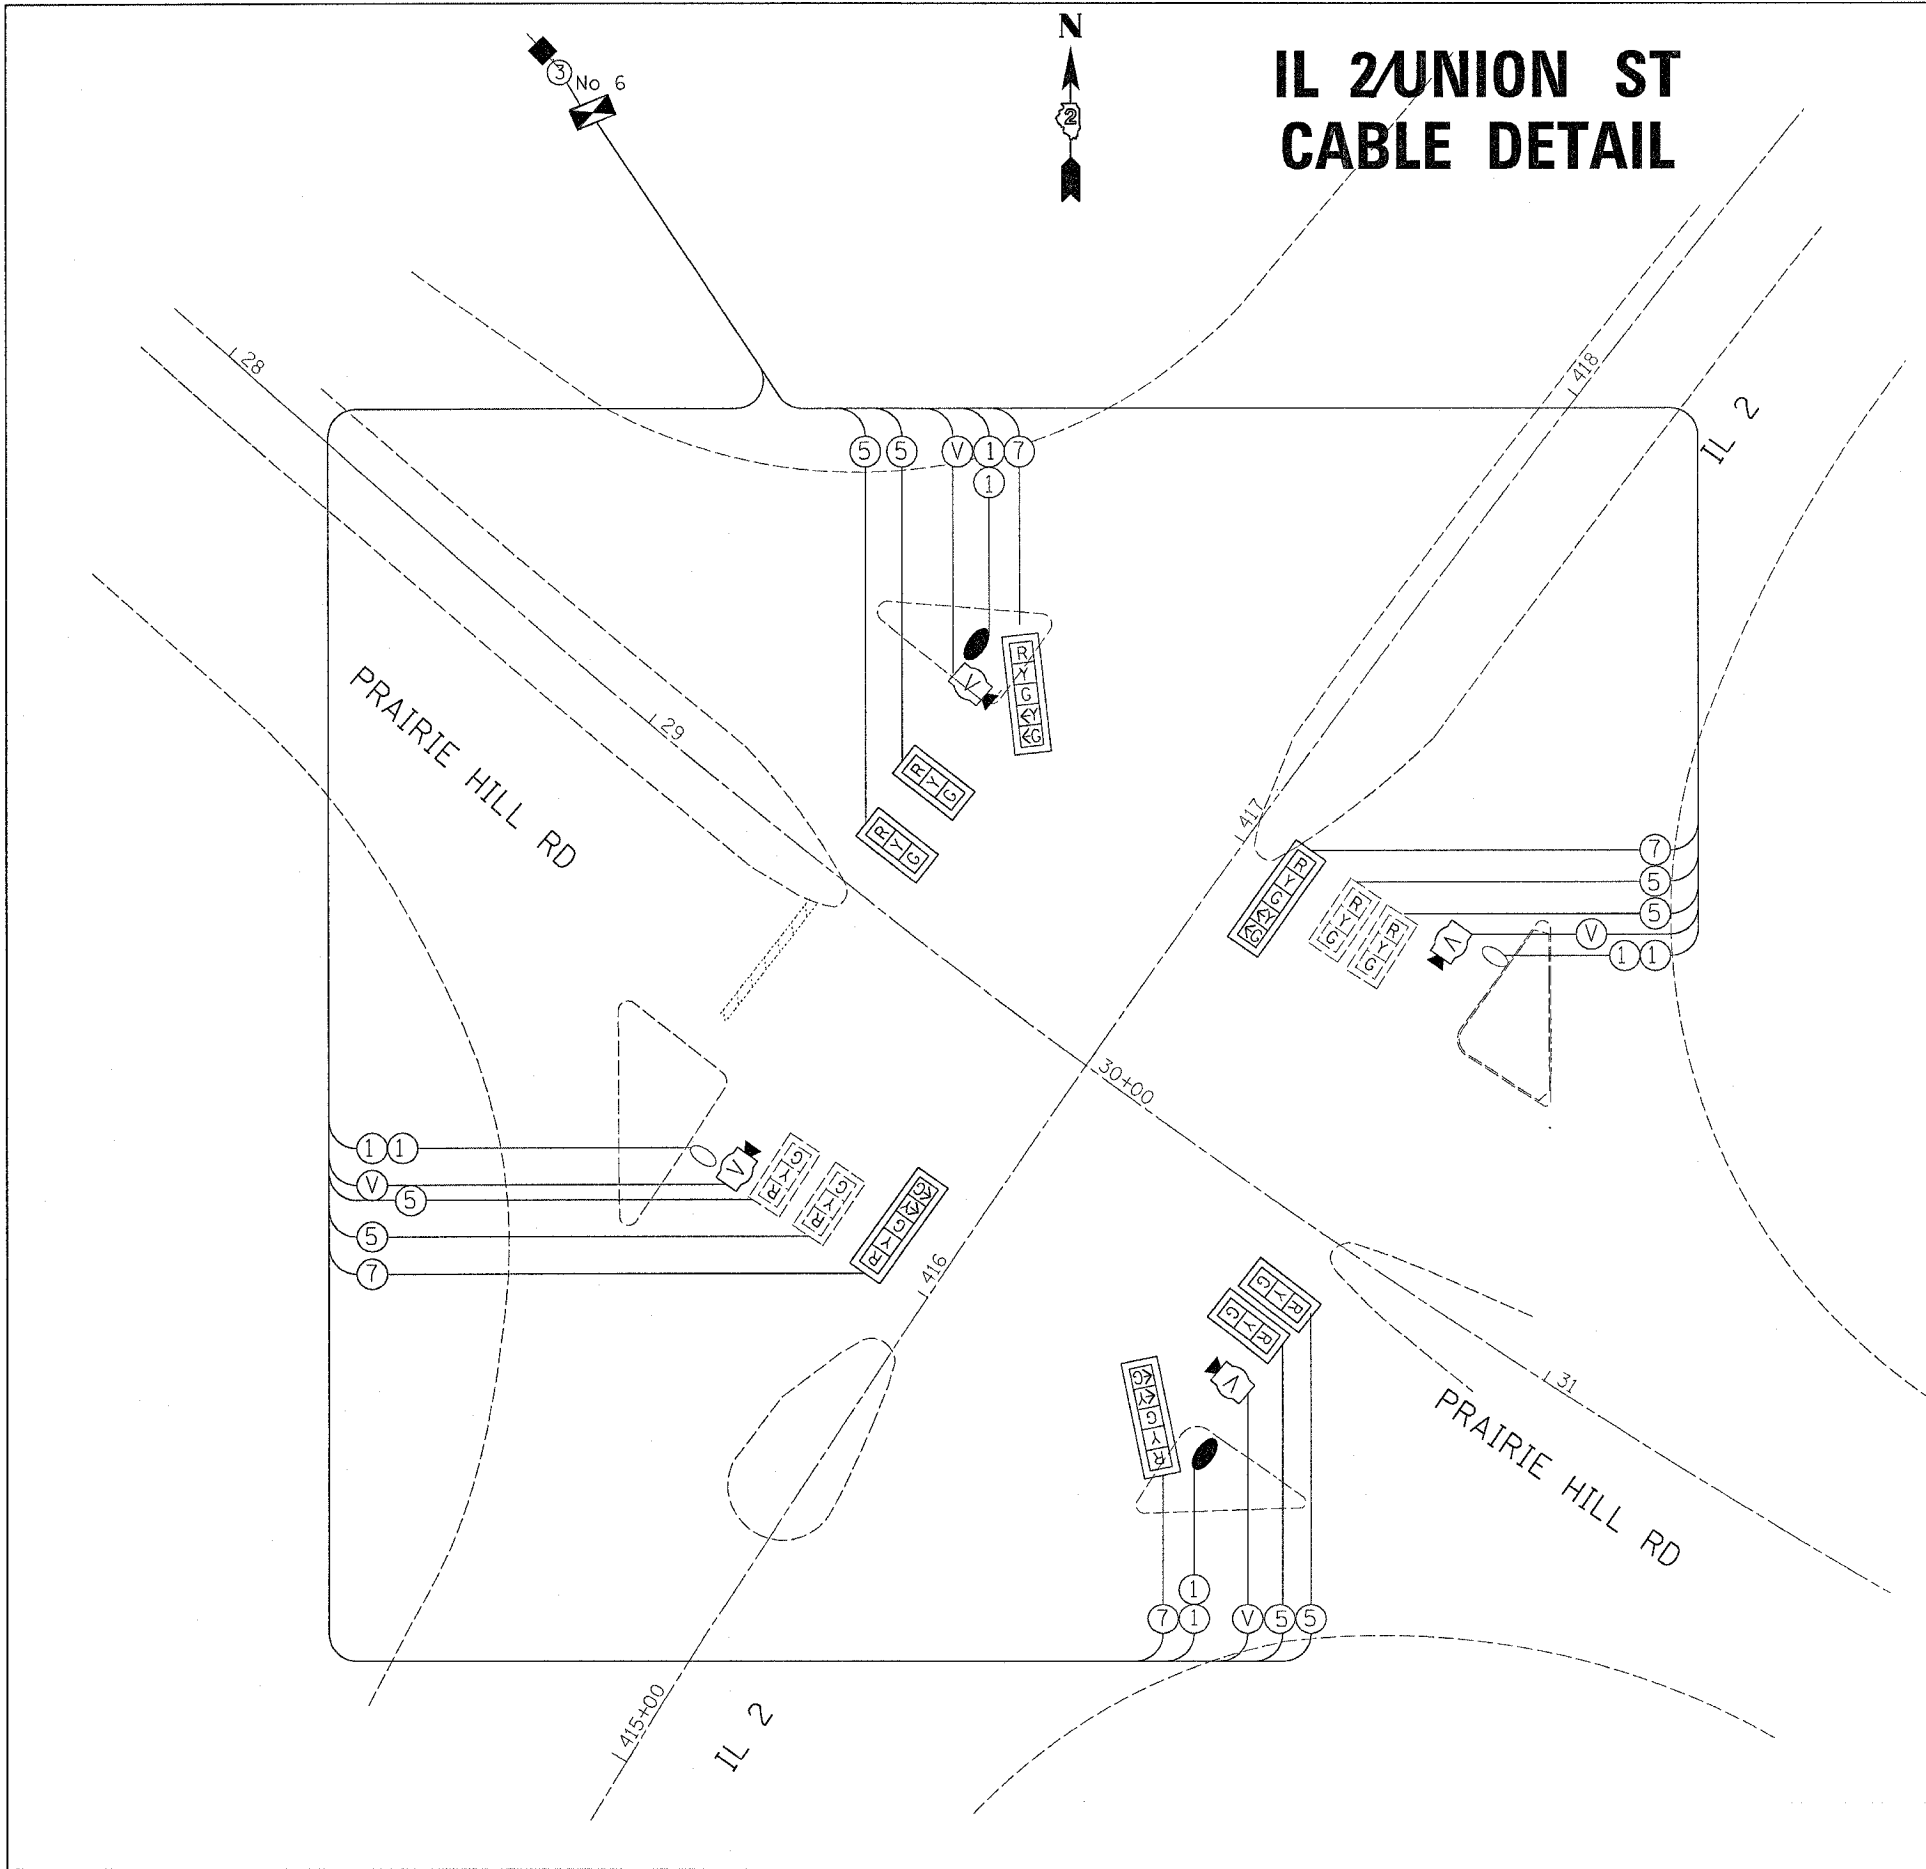 N
2
IL 2/UNION ST
CABLE DETAIL
3
No 6
28
418
IL 2
5 5 V 1 7
1
PRAIRIE HILL RD
29
R Y G ←Y ←G
R Y G
R Y G
417
7
5
5
V
1 1
R Y G ←Y ←G
R Y G
R Y G
V
V
30+00
1 1
V
5
5
7
V
R Y G
R Y G
R Y G ←Y ←G
416
R Y G
R Y G
V
R Y G ←Y ←G
31
PRAIRIE HILL RD
1
7 1 V 5 5
415+00
IL 2